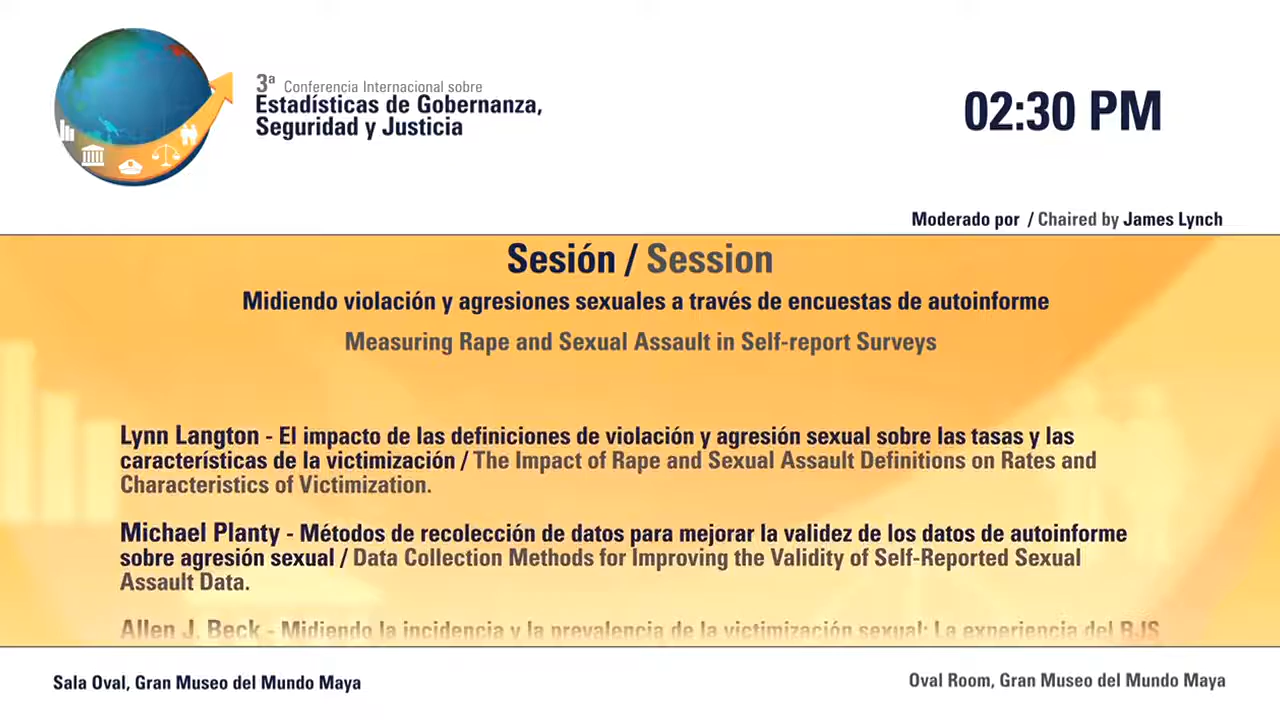 3ª Conferencia Internacional sobre
Estadísticas de Gobernanza,
Seguridad y Justicia
02:30 PM
Moderado por / Chaired by James Lynch
Sesión / Session
Midiendo violación y agresiones sexuales a través de encuestas de autoinforme
Measuring Rape and Sexual Assault in Self-report Surveys
Lynn Langton - El impacto de las definiciones de violación y agresión sexual sobre las tasas y las
características de la victimización / The Impact of Rape and Sexual Assault Definitions on Rates and
Characteristics of Victimization.
Michael Planty - Métodos de recolección de datos para mejorar la validez de los datos de autoinforme
sobre agresión sexual / Data Collection Methods for Improving the Validity of Self-Reported Sexual
Assault Data.
Allen J. Beck - Midiendo la incidencia y la prevalencia de la victimización sexual: La experiencia del BJS
Sala Oval, Gran Museo del Mundo Maya
Oval Room, Gran Museo del Mundo Maya